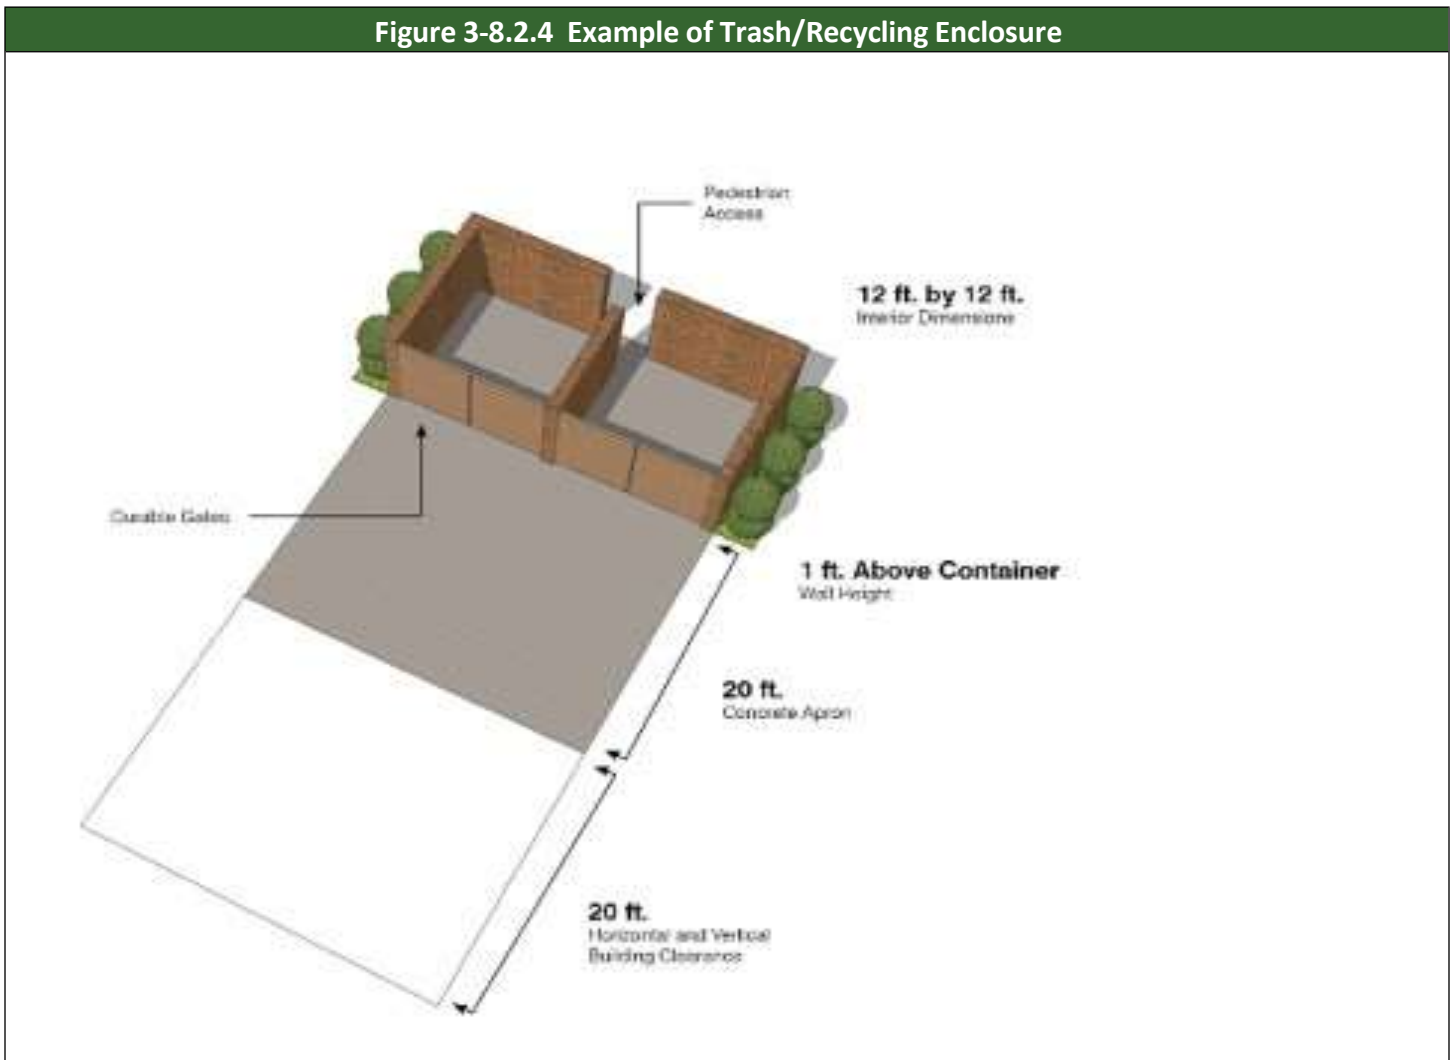 Figure 3-8.2.4 Example of Trash/Recycling Enclosure
Pedestrian
Access
12 ft. by 12 ft.
Interior Dimensions
Durable Gates
1 ft. Above Container
Wall Height
20 ft.
Concrete Apron
20 ft.
Horizontal and Vertical
Building Clearance